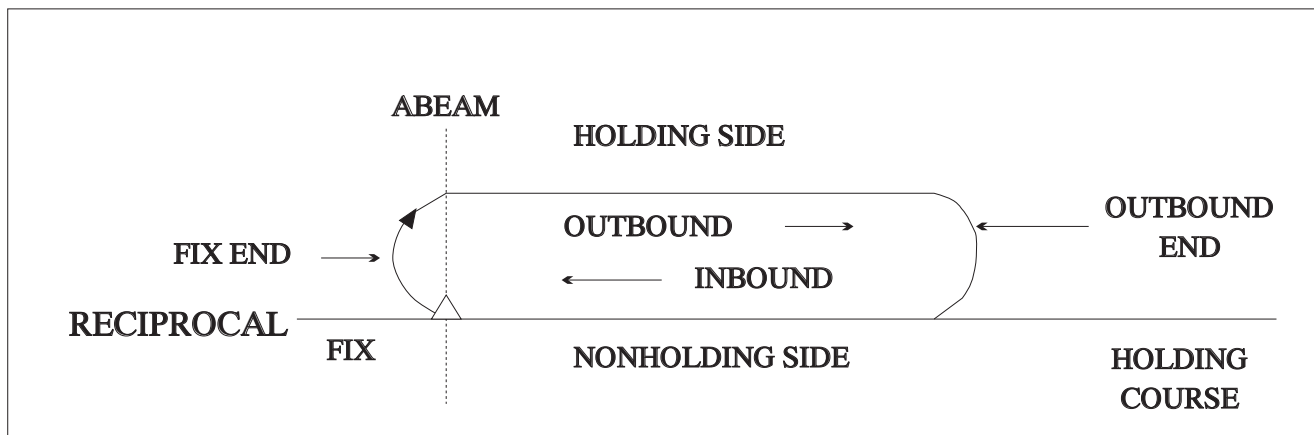 ABEAM
HOLDING SIDE
OUTBOUND
OUTBOUND
END
FIX END
INBOUND
RECIPROCAL
FIX
NONHOLDING SIDE
HOLDING
COURSE